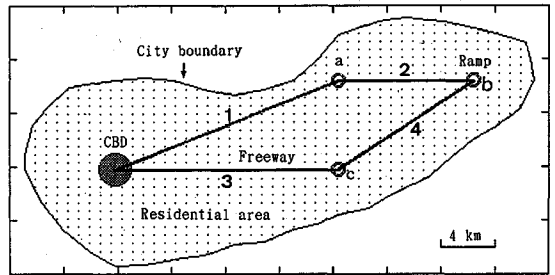 City boundary
a
2
Ramp
b
1
4
CBD
Freeway
c
3
Residential area
4 km